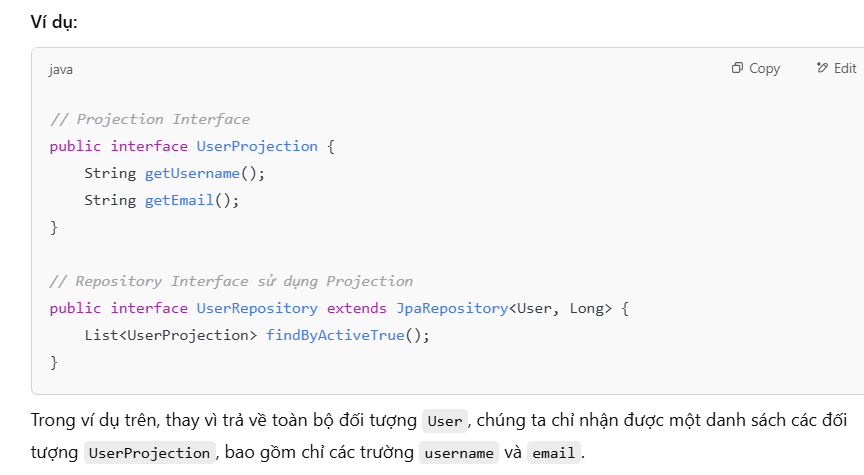 Ví dụ:
java
Copy
Edit
// Projection Interface
public interface UserProjection {
    String getUsername();
    String getEmail();
}
// Repository Interface sử dụng Projection
public interface UserRepository extends JpaRepository<User, Long> {
    List<UserProjection> findByActiveTrue();
}
Trong ví dụ trên, thay vì trả về toàn bộ đối tượng User, chúng ta chỉ nhận được một danh sách các đối
tượng UserProjection, bao gồm chỉ các trường username và email.